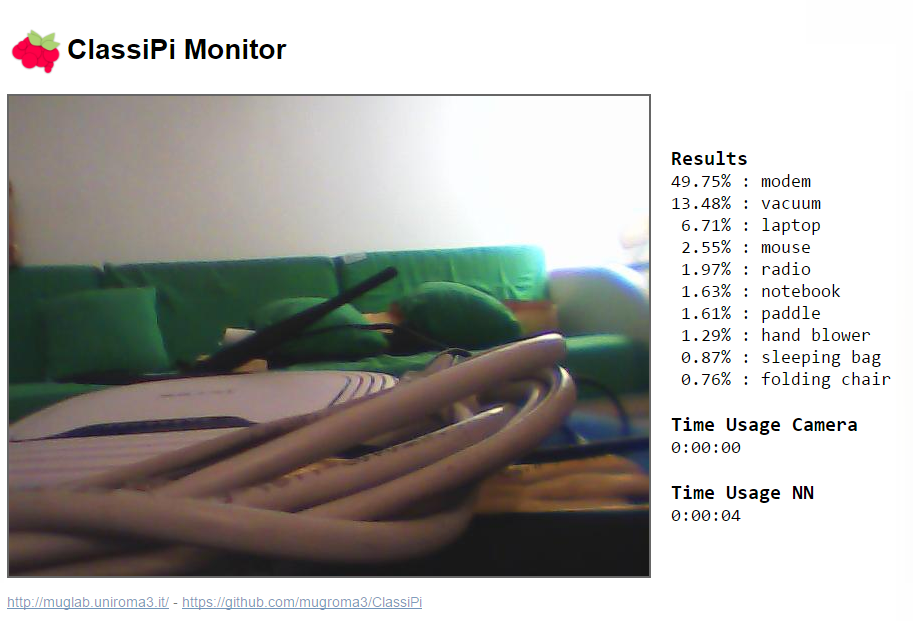 ClassiPi Monitor
Results
49.75% : modem
13.48% : vacuum
6.71% : laptop
2.55% : mouse
1.97% : radio
1.63% : notebook
1.61% : paddle
1.29% : hand blower
0.87% : sleeping bag
0.76% : folding chair
Time Usage Camera
0:00:00
Time Usage NN
0:00:04
http://muglab.uniroma3.it/ - https://github.com/mugroma3/ClassiPi